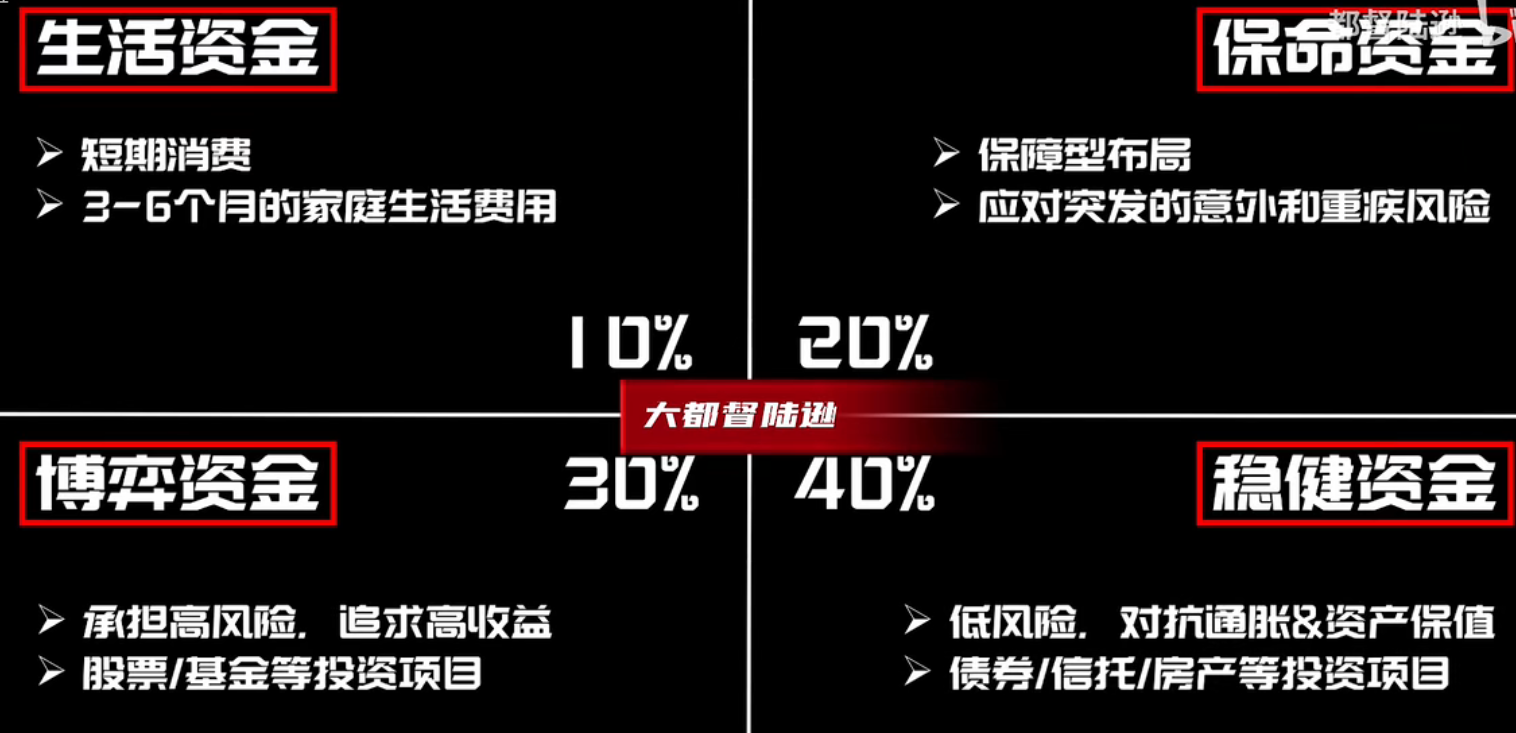 生活资金
短期消费
3-6个月的家庭生活费用
10%
都督陆逊
保命资金
保障型布局
应对突发的意外和重疾风险
20%
大都督陆逊
博弈资金
30%
承担高风险，追求高收益
股票/基金等投资项目
40%
稳健资金
低风险，对抗通胀&资产保值
债券/信托/房产等投资项目